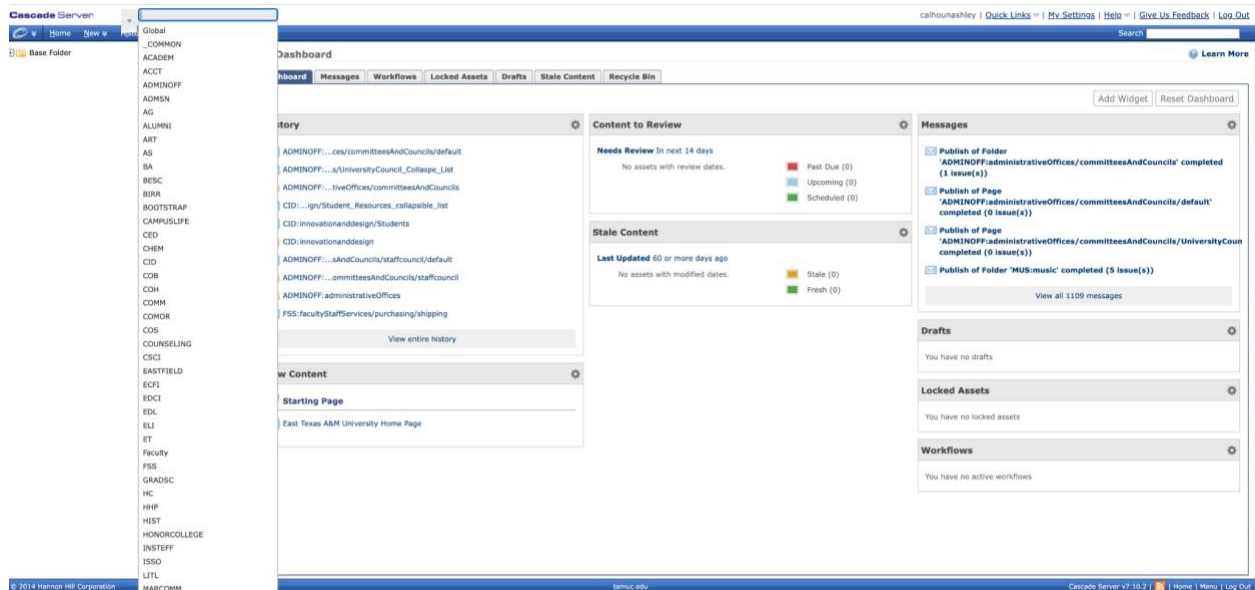 Cascade Server
calhounashley | Quick Links | My Settings | Help | Give Us Feedback | Log Out
Home New
Search
Base Folder
Global
_COMMON
ACADEM
ACCT
ADMINOFF
ADMSN
AG
ALUMNI
ART
AS
BA
BESC
BIRR
BOOTSTRAP
CAMPUSLIFE
CED
CHEM
CID
COB
COH
COMM
COMOR
COS
COUNSELING
CSCI
EASTFIELD
ECFI
EDCI
EDL
ELI
ET
Faculty
FSS
GRADSC
HC
HHP
HIST
HONORCOLLEGE
INSTEFF
ISSO
LITL
MARCOMM
Dashboard
Learn More
hboard Messages Workflows Locked Assets Drafts Stale Content Recycle Bin
Add Widget Reset Dashboard
tory
ADMINOFF:...ces/committeesAndCouncils/default
ADMINOFF:...s/UniversityCouncil_Collaspe_List
ADMINOFF:...tiveOffices/committeesAndCouncils
CID:...ign/Student_Resources_collapsible_list
CID:innovationanddesign/Students
CID:innovationanddesign
ADMINOFF:...sAndCouncils/staffcouncil/default
ADMINOFF:...ommitteesAndCouncils/staffcouncil
ADMINOFF:administrativeOffices
FSS:facultyStaffServices/purchasing/shipping
View entire history
w Content
Starting Page
East Texas A&M University Home Page
Content to Review
Needs Review In next 14 days
No assets with review dates.
Past Due (0)
Upcoming (0)
Scheduled (0)
Stale Content
Last Updated 60 or more days ago
No assets with modified dates.
Stale (0)
Fresh (0)
Messages
Publish of Folder
'ADMINOFF:administrativeOffices/committeesAndCouncils' completed
(1 issue(s))
Publish of Page
'ADMINOFF:administrativeOffices/committeesAndCouncils/default'
completed (0 issue(s))
Publish of Page
'ADMINOFF:administrativeOffices/committeesAndCouncils/UniversityCoun
completed (0 issue(s))
Publish of Folder 'MUS:music' completed (5 issue(s))
View all 1109 messages
Drafts
You have no drafts
Locked Assets
You have no locked assets
Workflows
You have no active workflows
© 2014 Hannon Hill Corporation
tamuc.edu
Cascade Server v7.10.2 | Home | Menu | Log Out